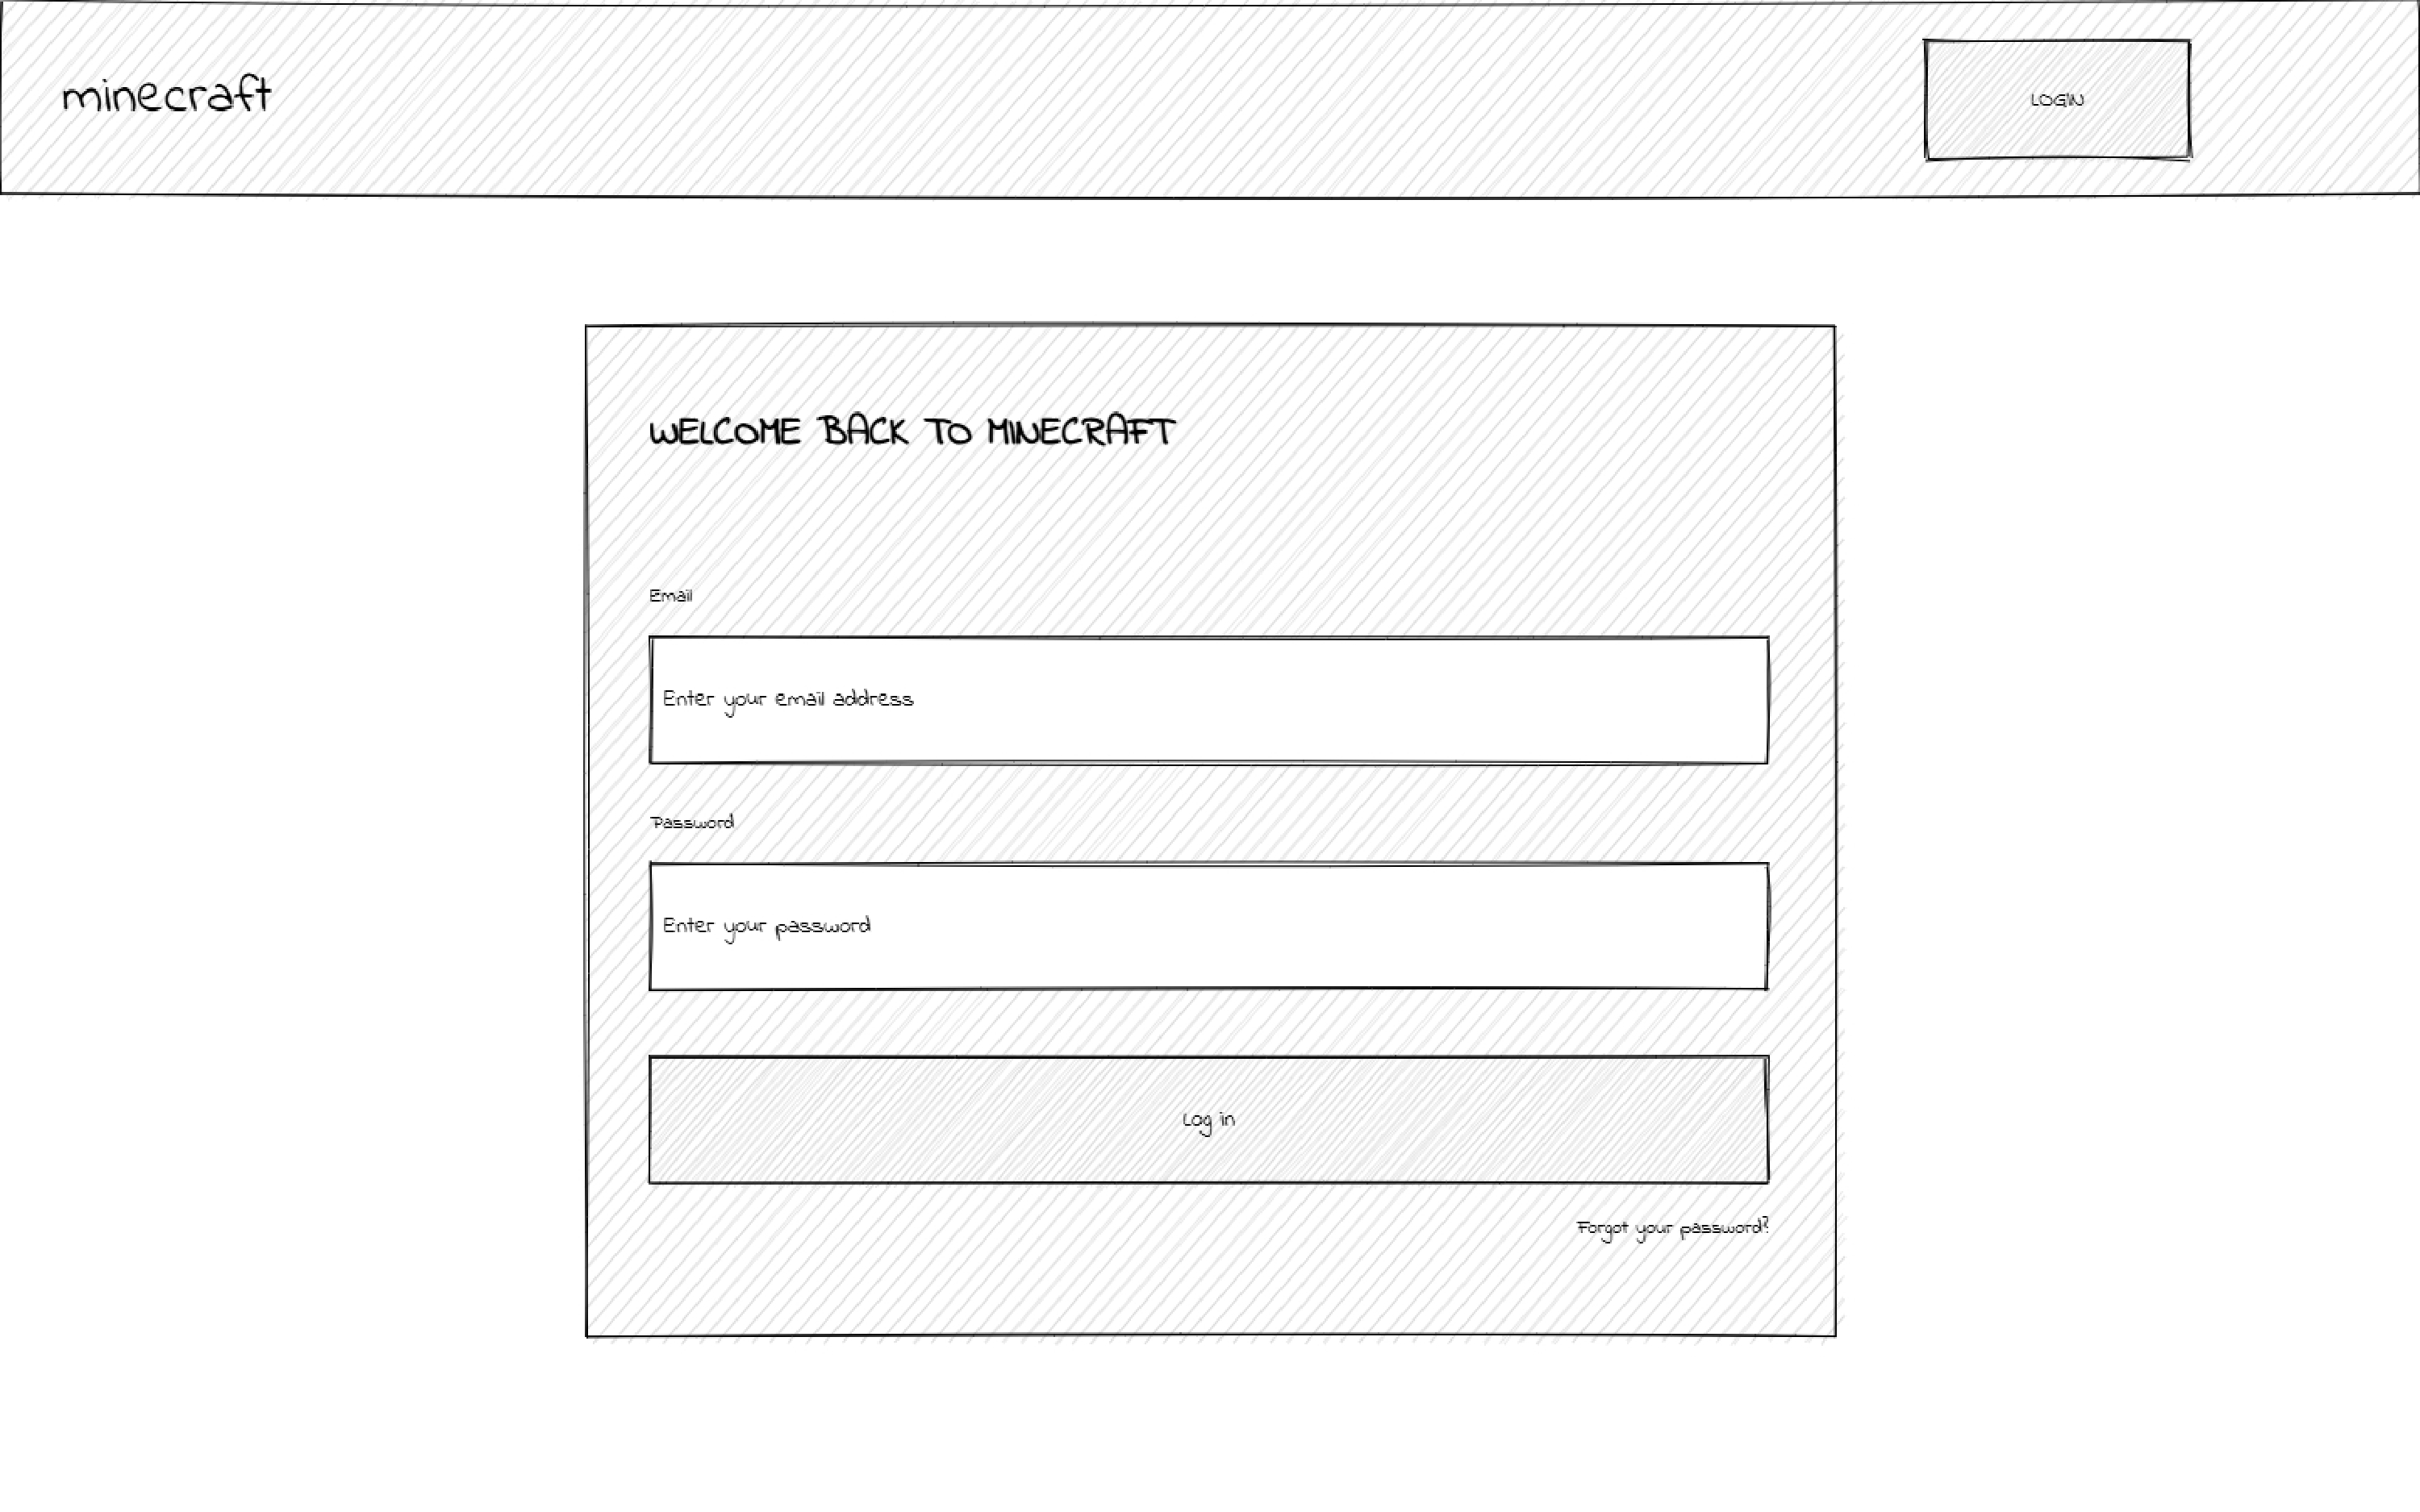 minecraft
LOGIN
WELCOME BACK TO MINECRAFT
Email
Enter your email address
Password
Enter your password
Log in
Forgot your password?